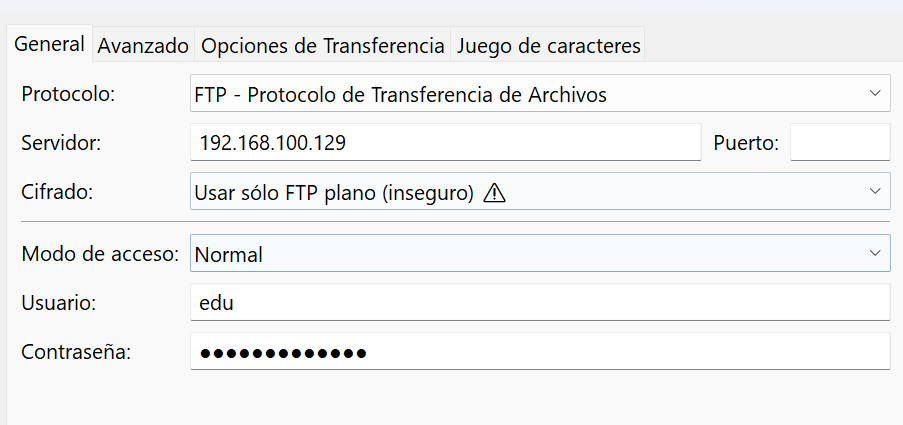 General Avanzado Opciones de Transferencia Juego de caracteres
Protocolo: FTP - Protocolo de Transferencia de Archivos
Servidor: 192.168.100.129 Puerto:
Cifrado: Usar sólo FTP plano (inseguro) ⚠
Modo de acceso: Normal
Usuario: edu
Contraseña: ●●●●●●●●●●●●●